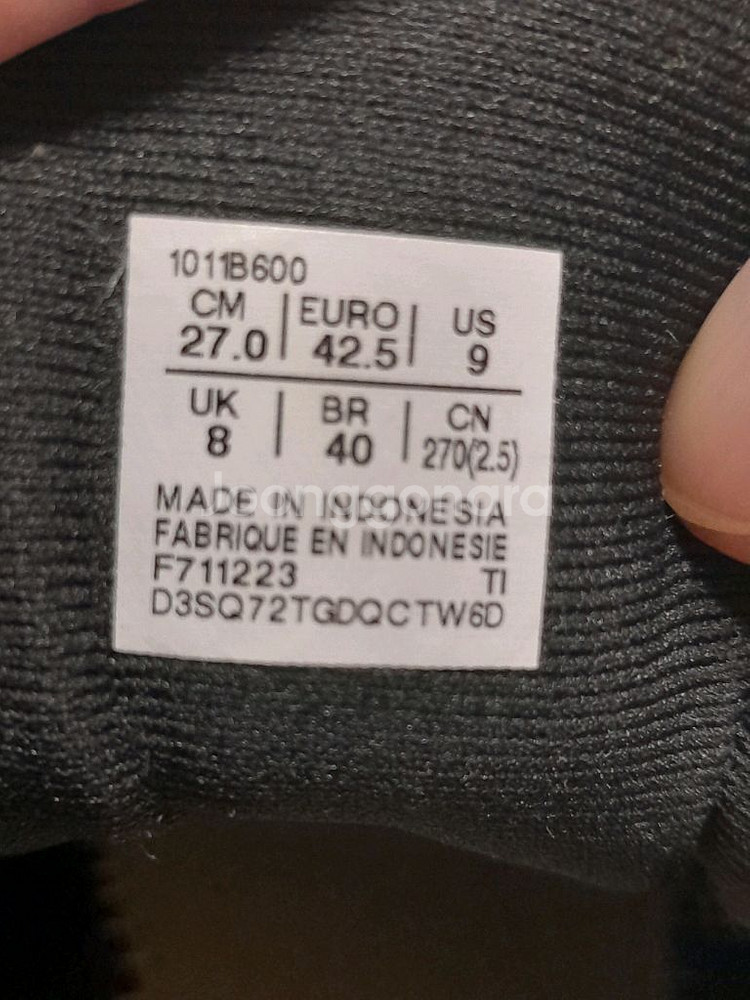 1011B600
CM | EURO | US
27.0 | 42.5 | 9
UK | BR | CN
8 | 40 | 270(2.5)
MADE IN INDONESIA
FABRIQUE EN INDONESIE
F711223 TI
D3SQ72TGDQCTW6D